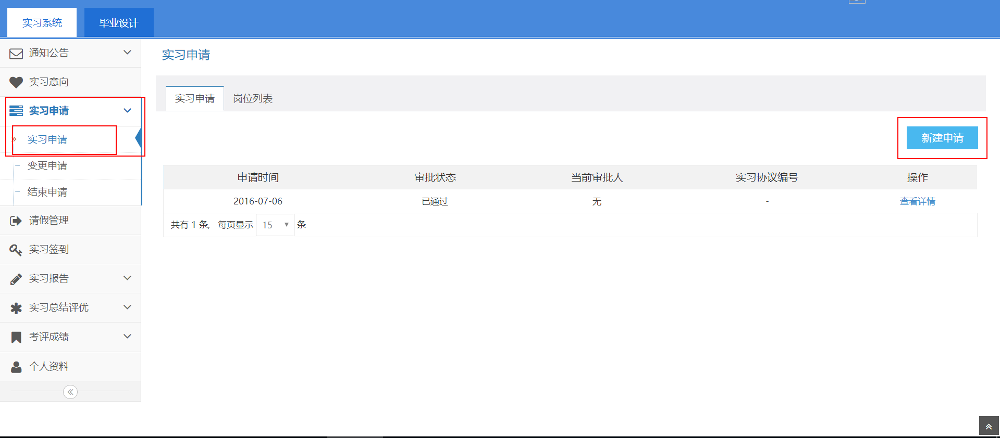 实习系统 毕业设计
通知公告
实习意向
实习申请
实习申请
变更申请
结束申请
请假管理
实习签到
实习报告
实习总结评优
考评成绩
个人资料
实习申请
实习申请 岗位列表
新建申请
申请时间 审批状态 当前审批人 实习协议编号 操作
2016-07-06 已通过 无 - 查看详情
共有 1 条, 每页显示 15 条